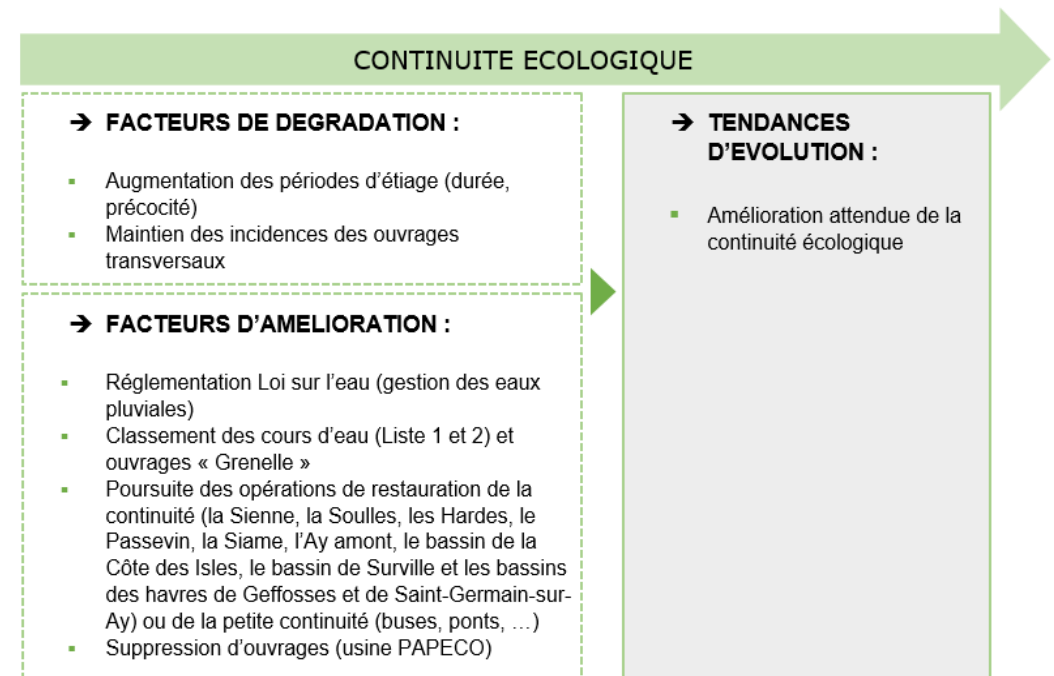 CONTINUITE ECOLOGIQUE
➔ FACTEURS DE DEGRADATION :
▪ Augmentation des périodes d’étiage (durée,
précocité)
▪ Maintien des incidences des ouvrages
transversaux
➔ FACTEURS D’AMELIORATION :
▪ Réglementation Loi sur l’eau (gestion des eaux
pluviales)
▪ Classement des cours d’eau (Liste 1 et 2) et
ouvrages « Grenelle »
▪ Poursuite des opérations de restauration de la
continuité (la Sienne, la Soulles, les Hardes, le
Passevin, la Siame, l’Ay amont, le bassin de la
Côte des Isles, le bassin de Surville et les bassins
des havres de Geffosses et de Saint-Germain-sur-
Ay) ou de la petite continuité (buses, ponts, …)
▪ Suppression d’ouvrages (usine PAPECO)
➔ TENDANCES
D’EVOLUTION :
▪ Amélioration attendue de la
continuité écologique